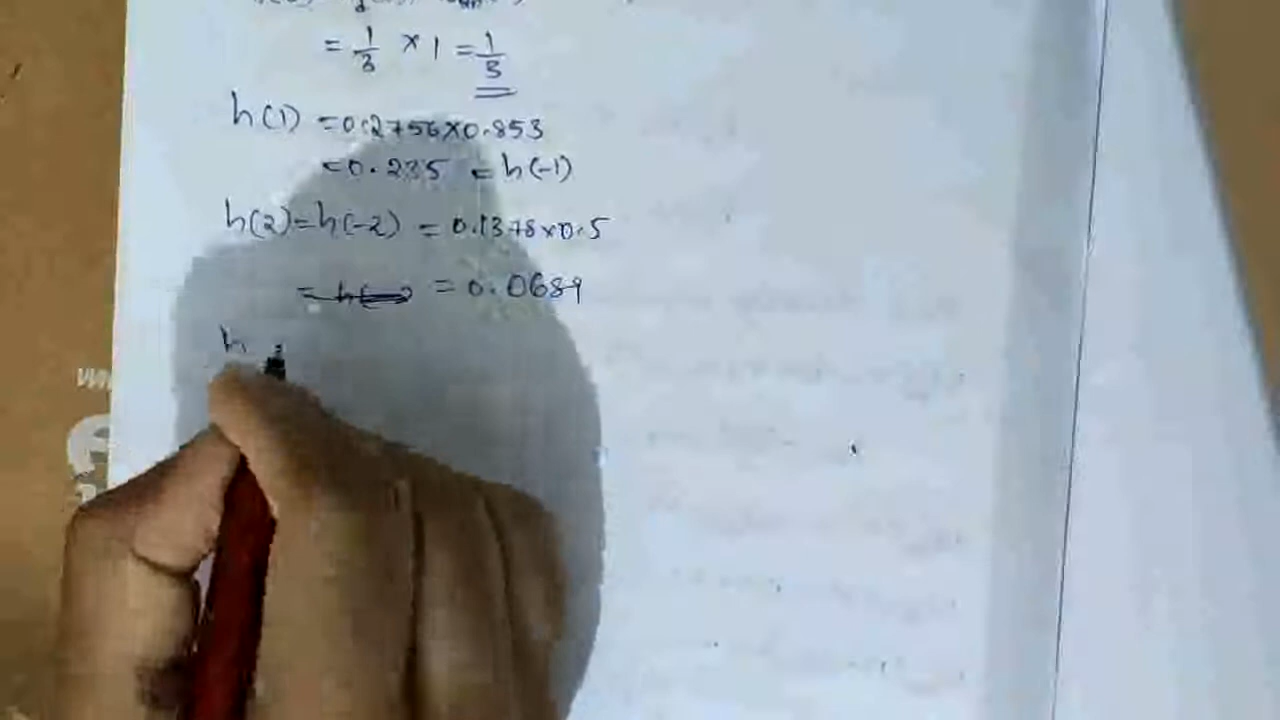 = 1/3 × 1 = 1/3
h(1) = 0.2756×0.853
= 0.235 = h(-1)
h(2) = h(-2) = 0.1378×0.5
= 0.0689
h